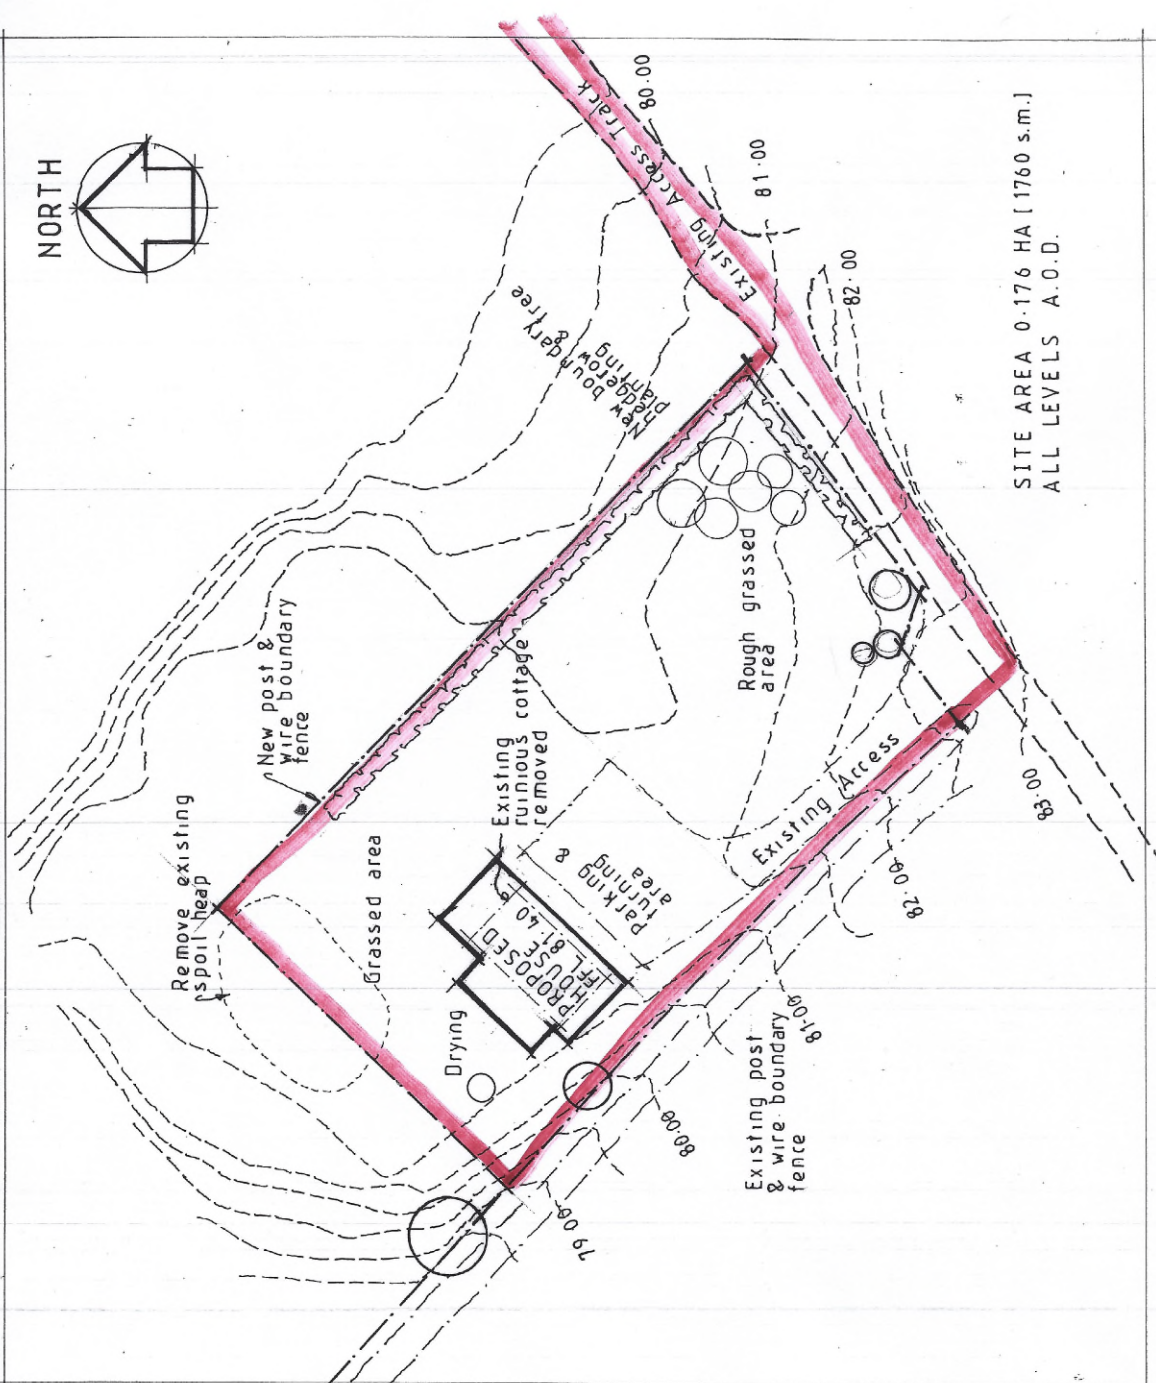 NORTH
Existing Access Track
80·00
81·00
82·00
New boundary
hedgerow & tree
planting
SITE AREA 0·176 HA [ 1760 s.m.]
ALL LEVELS A.O.D.
New post &
wire boundary
fence
Rough grassed
area
Existing
ruinious cottage
removed
Remove existing
spoil heap
Grassed area
Parking &
turning
area
PROPOSED
HOUSE
FFL 81·40
Drying
Existing Access
83·00
82·00
81·00
80·00
79·00
Existing post
& wire boundary
fence